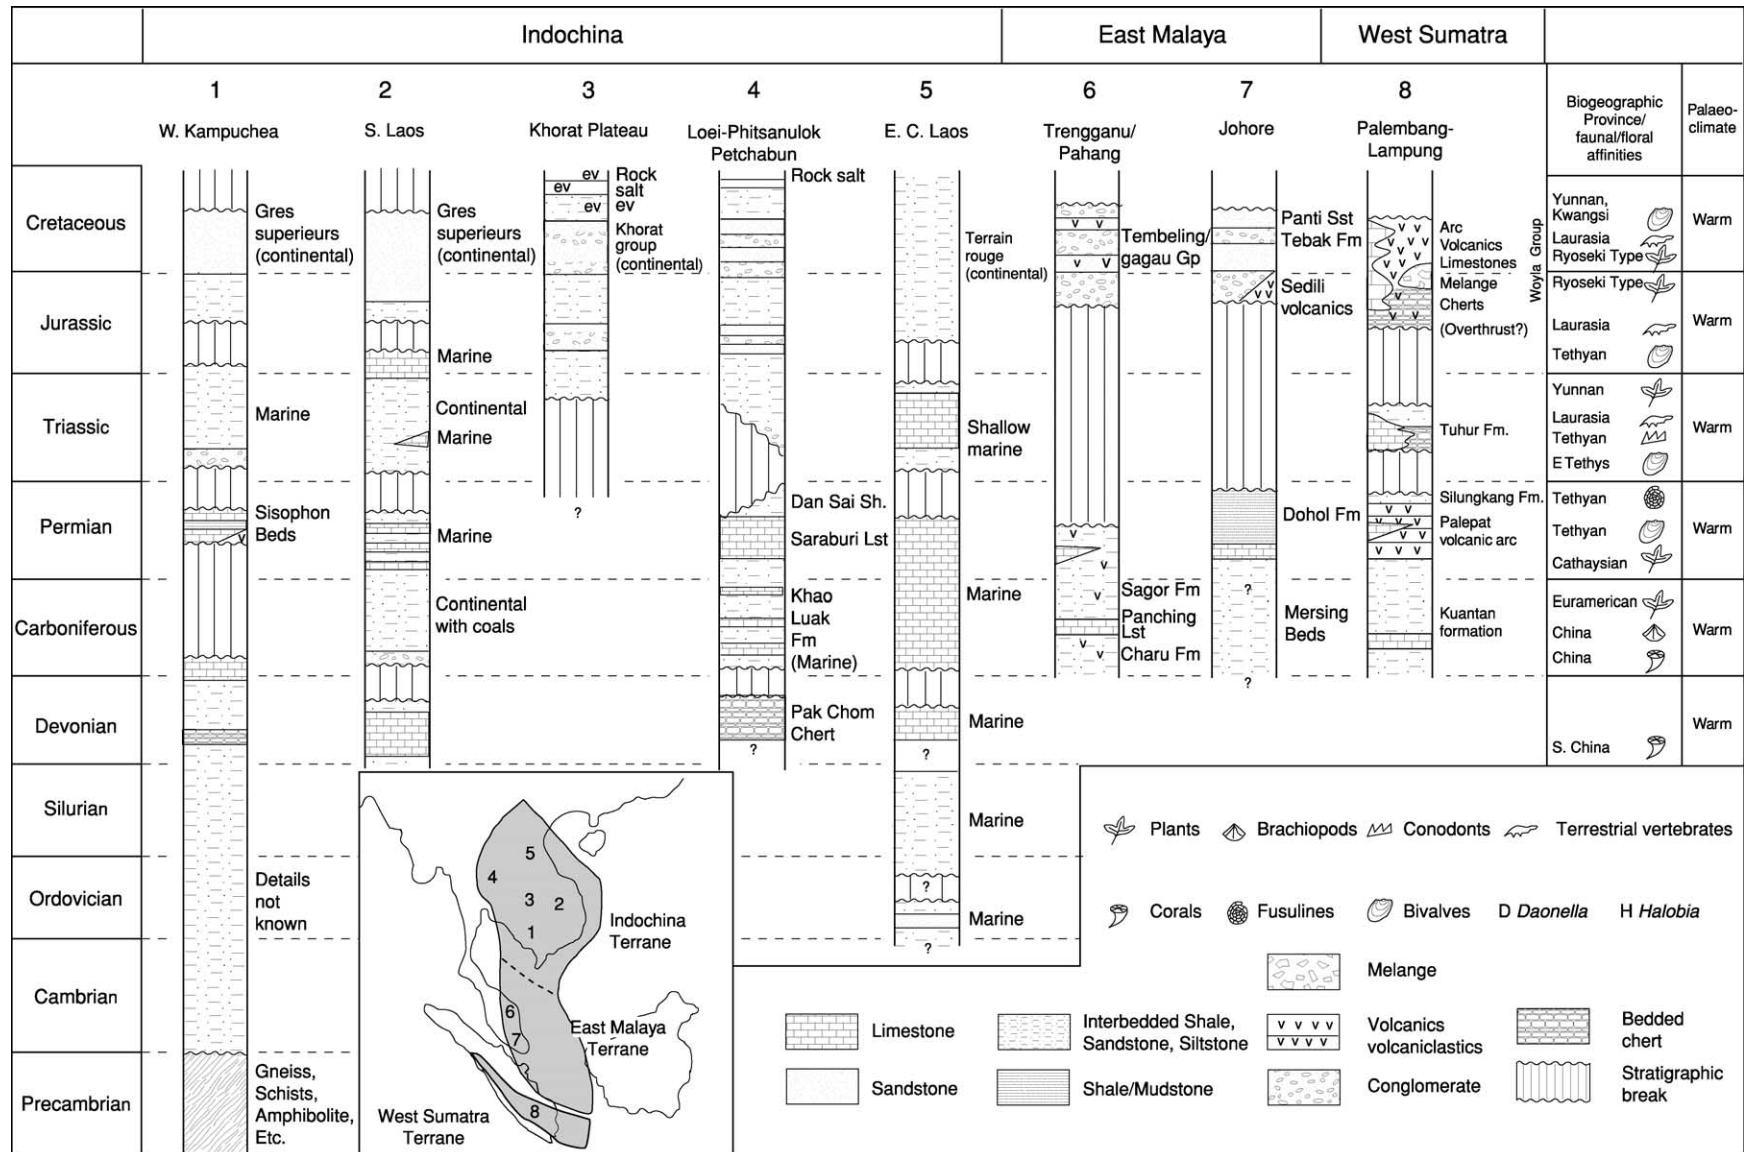 Indochina
East Malaya
West Sumatra
1
2
3
4
5
6
7
8
Biogeographic
Province/
faunal/floral
affinities
Palaeo-
climate
W. Kampuchea
S. Laos
Khorat Plateau
Loei-Phitsanulok
Petchabun
E. C. Laos
Trengganu/
Pahang
Johore
Palembang-
Lampung
Cretaceous
Jurassic
Triassic
Permian
Carboniferous
Devonian
Silurian
Ordovician
Cambrian
Precambrian
Gres
superieurs
(continental)
Marine
Sisophon
Beds
v
Details
not
known
Gneiss,
Schists,
Amphibolite,
Etc.
Gres
superieurs
(continental)
Marine
Continental
Marine
Marine
Continental
with coals
ev Rock
ev salt
ev ev
Khorat
group
(continental)
?
Rock salt
Dan Sai Sh.
Saraburi Lst
Khao
Luak
Fm
(Marine)
Pak Chom
Chert
?
Terrain
rouge
(continental)
Shallow
marine
Marine
Marine
?
Marine
?
Marine
?
v v
Tembeling/
gagau Gp
v v
v
v
v Sagor Fm
Panching
Lst
v
v Charu Fm
Panti Sst
Tebak Fm
Sedili
volcanics
v
v v
Dohol Fm
?
Mersing
Beds
?
Arc
Volcanics
Limestones
Melange
Cherts
(Overthrust?)
Woyla Group
Tuhur Fm.
Silungkang Fm.
Palepat
volcanic arc
Kuantan
formation
Yunnan,
Kwangsi
Laurasia
Ryoseki Type
Warm
Ryoseki Type
Laurasia
Tethyan
Warm
Yunnan
Laurasia
Tethyan
E Tethys
Warm
Tethyan
Tethyan
Cathaysian
Warm
Euramerican
China
China
Warm
S. China
Warm
5
4
3
2
1
6
7
8
Indochina
Terrane
East Malaya
Terrane
West Sumatra
Terrane
Plants
Brachiopods
Conodonts
Terrestrial vertebrates
Corals
Fusulines
Bivalves
D Daonella
H Halobia
Melange
Limestone
Interbedded Shale,
Sandstone, Siltstone
v v v v
v v v v
Volcanics
volcaniclastics
Bedded
chert
Sandstone
Shale/Mudstone
Conglomerate
Stratigraphic
break